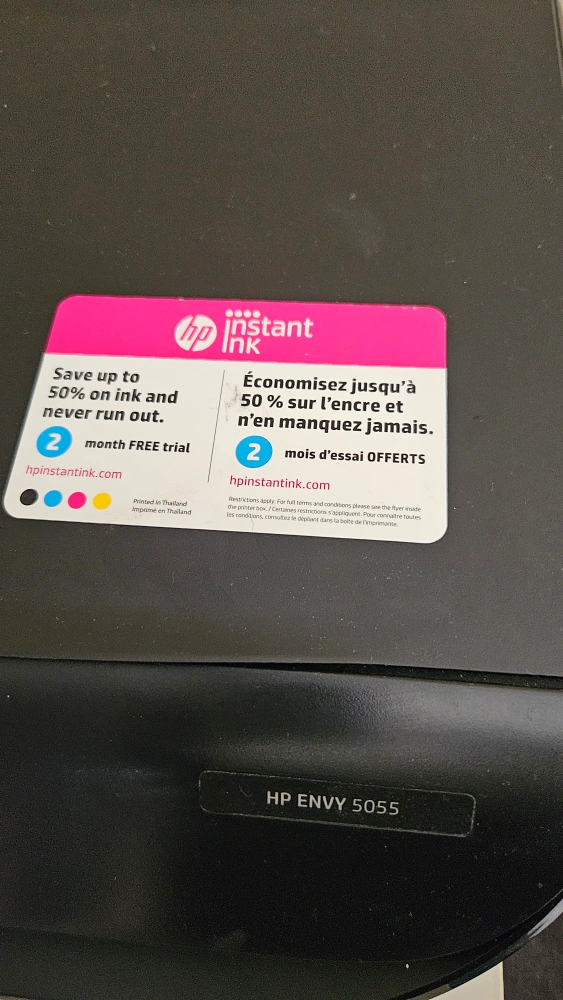 hp instant
ink
Save up to
50% on ink and
never run out.
2 month FREE trial
hpinstantink.com
Printed in Thailand
Imprimé en Thaïland
Économisez jusqu'à
50 % sur l'encre et
n'en manquez jamais.
2 mois d'essai OFFERTS
hpinstantink.com
Restrictions apply. For full terms and conditions please see the flyer inside
the printer box. / Certaines restrictions s'appliquent. Pour connaître toutes
les conditions, consultez le dépliant dans la boîte de l'imprimante.
HP ENVY 5055